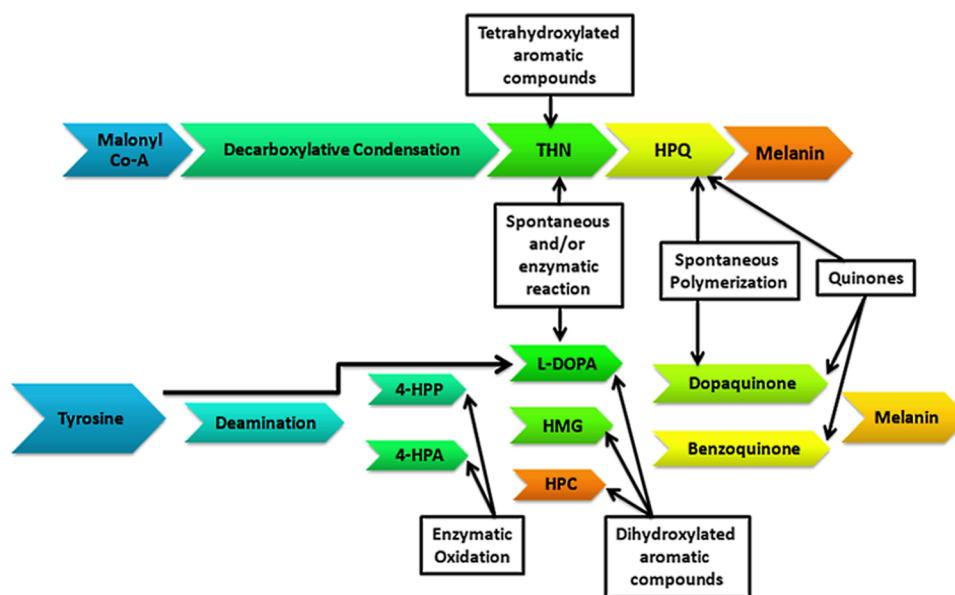 Tetrahydroxylated
aromatic
compounds
Malonyl
Co-A
Decarboxylative Condensation
THN
HPQ
Melanin
Spontaneous
and/or
enzymatic
reaction
Spontaneous
Polymerization
Quinones
L-DOPA
Dopaquinone
4-HPP
Tyrosine
Deamination
HMG
Melanin
4-HPA
Benzoquinone
HPC
Enzymatic
Oxidation
Dihydroxylated
aromatic
compounds